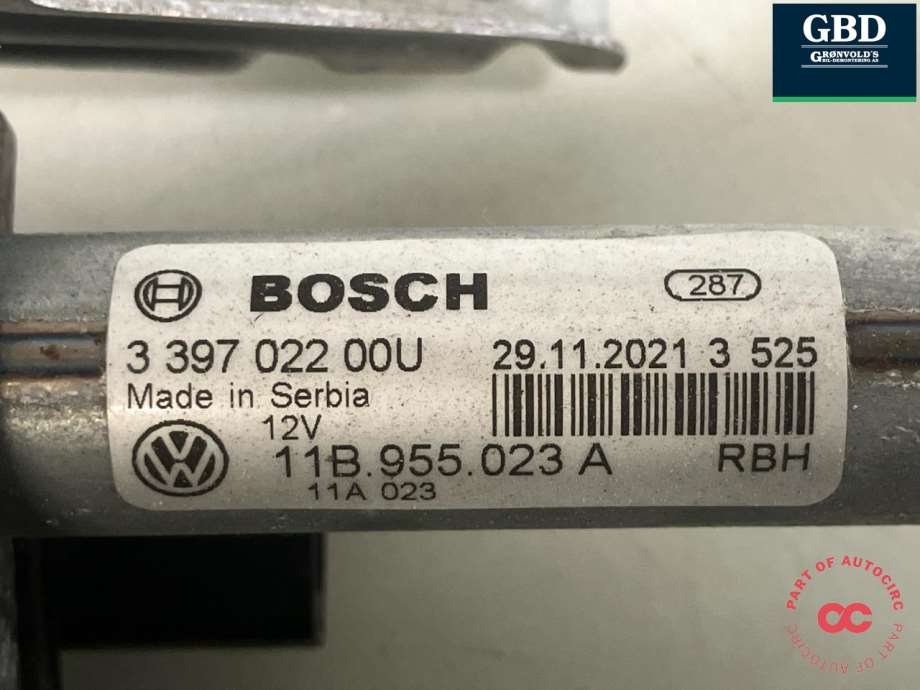 GBD
GRØNVOLD'S
BIL-DEMONTERING AS
BOSCH
287
3 397 022 00U
29.11.2021 3 525
Made in Serbia
12V
11B.955.023 A
RBH
11A 023
PART OF AUTOCIRC
PART OF AUTOCIRC